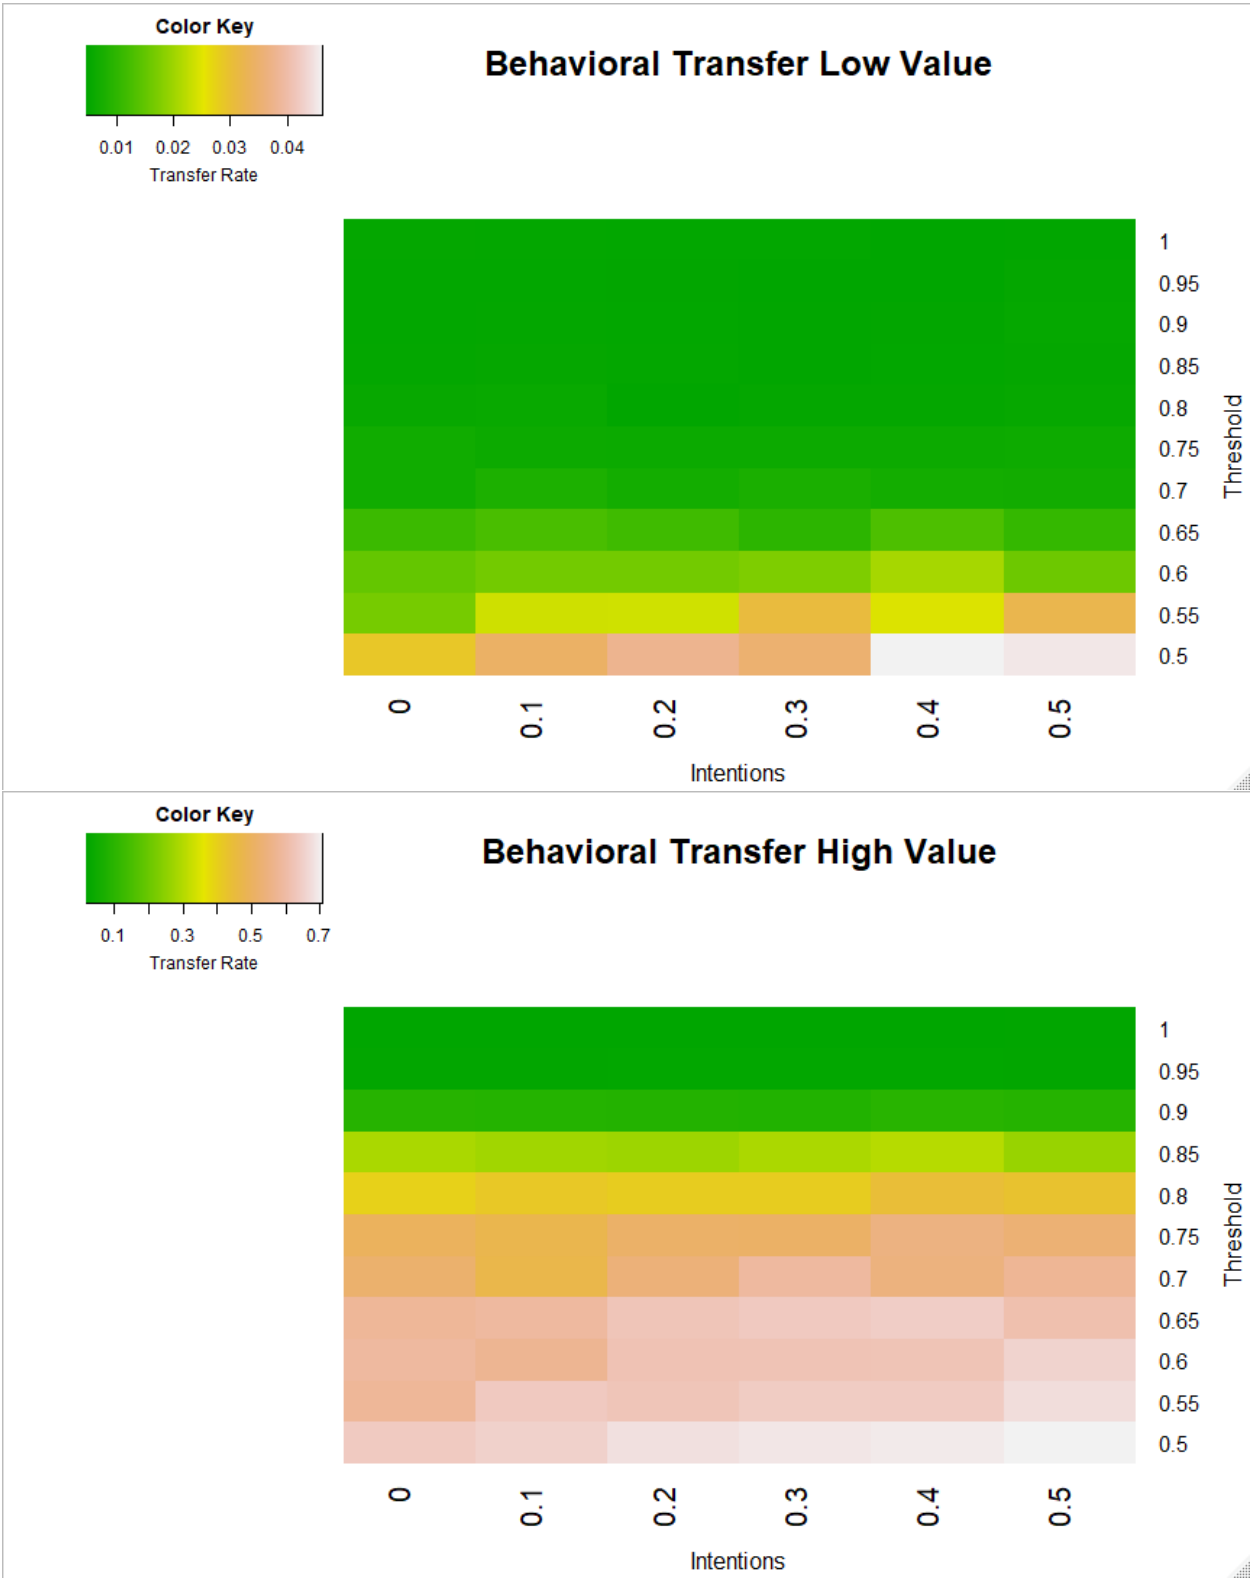 Color Key
Behavioral Transfer Low Value
0.01 0.02 0.03 0.04
Transfer Rate
1
0.95
0.9
0.85
0.8
0.75
0.7
0.65
0.6
0.55
0.5
Threshold
0 0.1 0.2 0.3 0.4 0.5
Intentions
Color Key
Behavioral Transfer High Value
0.1 0.3 0.5 0.7
Transfer Rate
1
0.95
0.9
0.85
0.8
0.75
0.7
0.65
0.6
0.55
0.5
Threshold
0 0.1 0.2 0.3 0.4 0.5
Intentions